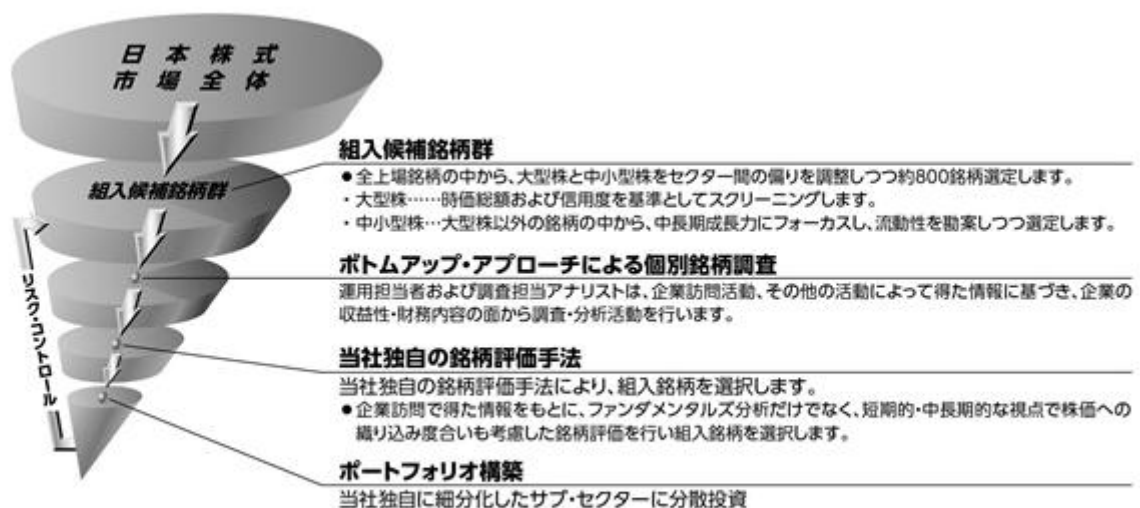 日本株式
市場全体
組入候補銘柄群
リスク・コントロール
組入候補銘柄群
●全上場銘柄の中から、大型株と中小型株をセクター間の偏りを調整しつつ約800銘柄選定します。
・大型株……時価総額および信用度を基準としてスクリーニングします。
・中小型株…大型株以外の銘柄の中から、中長期成長力にフォーカスし、流動性を勘案しつつ選定します。
ボトムアップ・アプローチによる個別銘柄調査
運用担当者および調査担当アナリストは、企業訪問活動、その他の活動によって得た情報に基づき、企業の
収益性・財務内容の面から調査・分析活動を行います。
当社独自の銘柄評価手法
当社独自の銘柄評価手法により、組入銘柄を選択します。
●企業訪問で得た情報をもとに、ファンダメンタルズ分析だけでなく、短期的・中長期的な視点で株価への
織り込み度合いも考慮した銘柄評価を行い組入銘柄を選択します。
ポートフォリオ構築
当社独自に細分化したサブ・セクターに分散投資